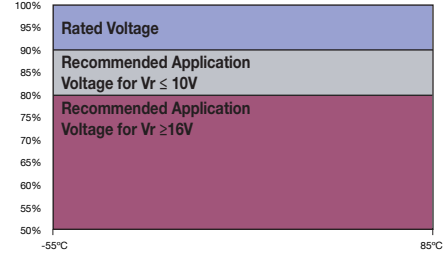 100%
95%
90%
85%
80%
75%
70%
65%
60%
55%
50%
Rated Voltage
Recommended Application
Voltage for Vr ≤ 10V
Recommended Application
Voltage for Vr ≥16V
-55ºC
85ºC